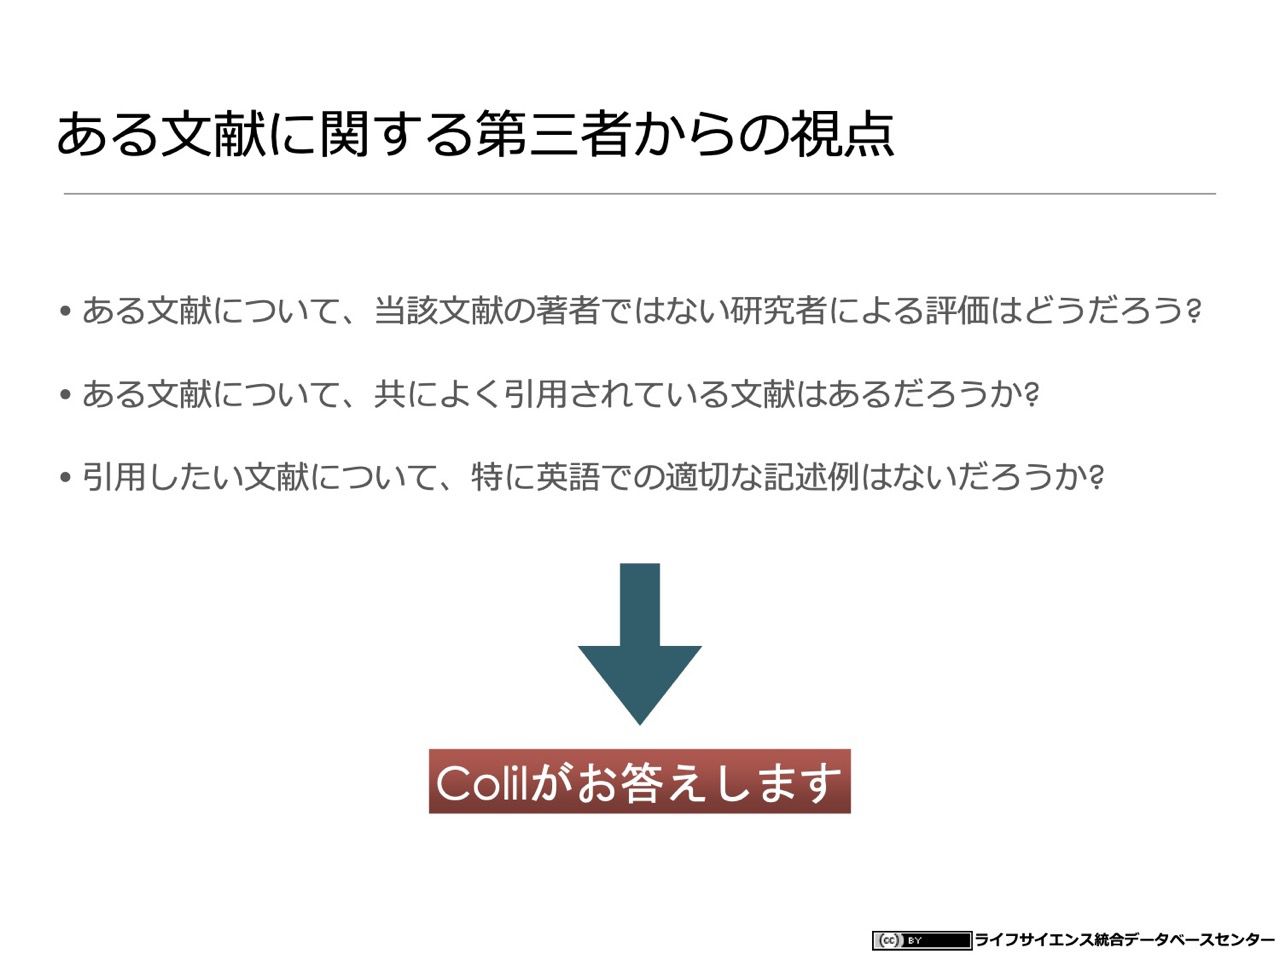 ある文献に関する第三者からの視点
• ある文献について、当該文献の著者ではない研究者による評価はどうだろう?
• ある文献について、共によく引用されている文献はあるだろうか?
• 引用したい文献について、特に英語での適切な記述例はないだろうか?
Colilがお答えします
(cc) BY ライフサイエンス統合データベースセンター